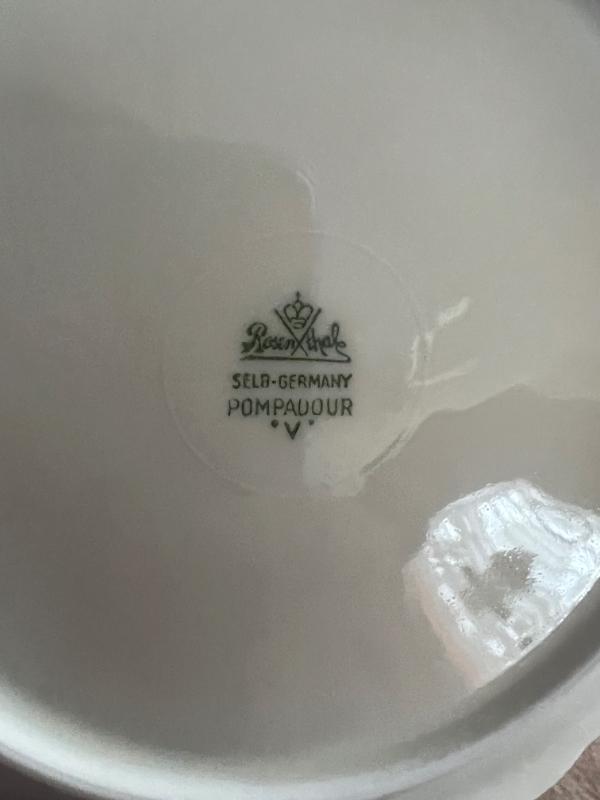 Rosenthal
SELB-GERMANY
POMPADOUR
V